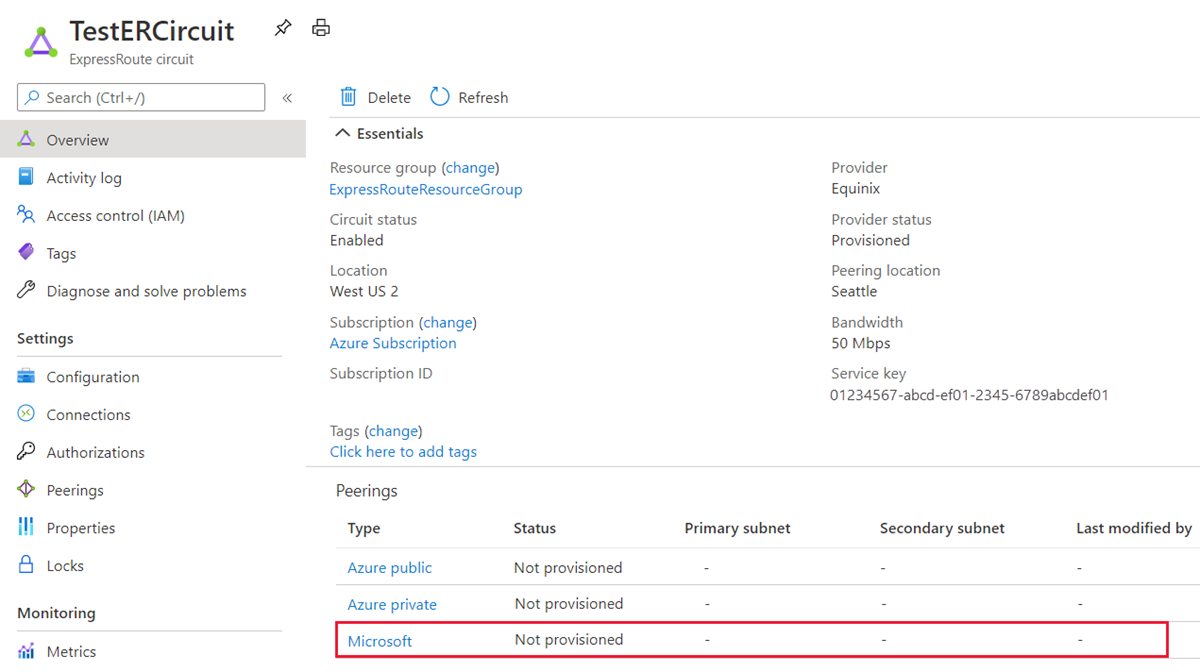 TestERCircuit
ExpressRoute circuit
Search (Ctrl+/)
«
Overview
Activity log
Access control (IAM)
Tags
Diagnose and solve problems
Settings
Configuration
Connections
Authorizations
Peerings
Properties
Locks
Monitoring
Metrics
Delete Refresh
Essentials
Resource group (change)
ExpressRouteResourceGroup
Circuit status
Enabled
Location
West US 2
Subscription (change)
Azure Subscription
Subscription ID
Tags (change)
Click here to add tags
Provider
Equinix
Provider status
Provisioned
Peering location
Seattle
Bandwidth
50 Mbps
Service key
01234567-abcd-ef01-2345-6789abcdef01
Peerings
Type Status Primary subnet Secondary subnet Last modified by
Azure public Not provisioned - - -
Azure private Not provisioned - - -
Microsoft Not provisioned - - -